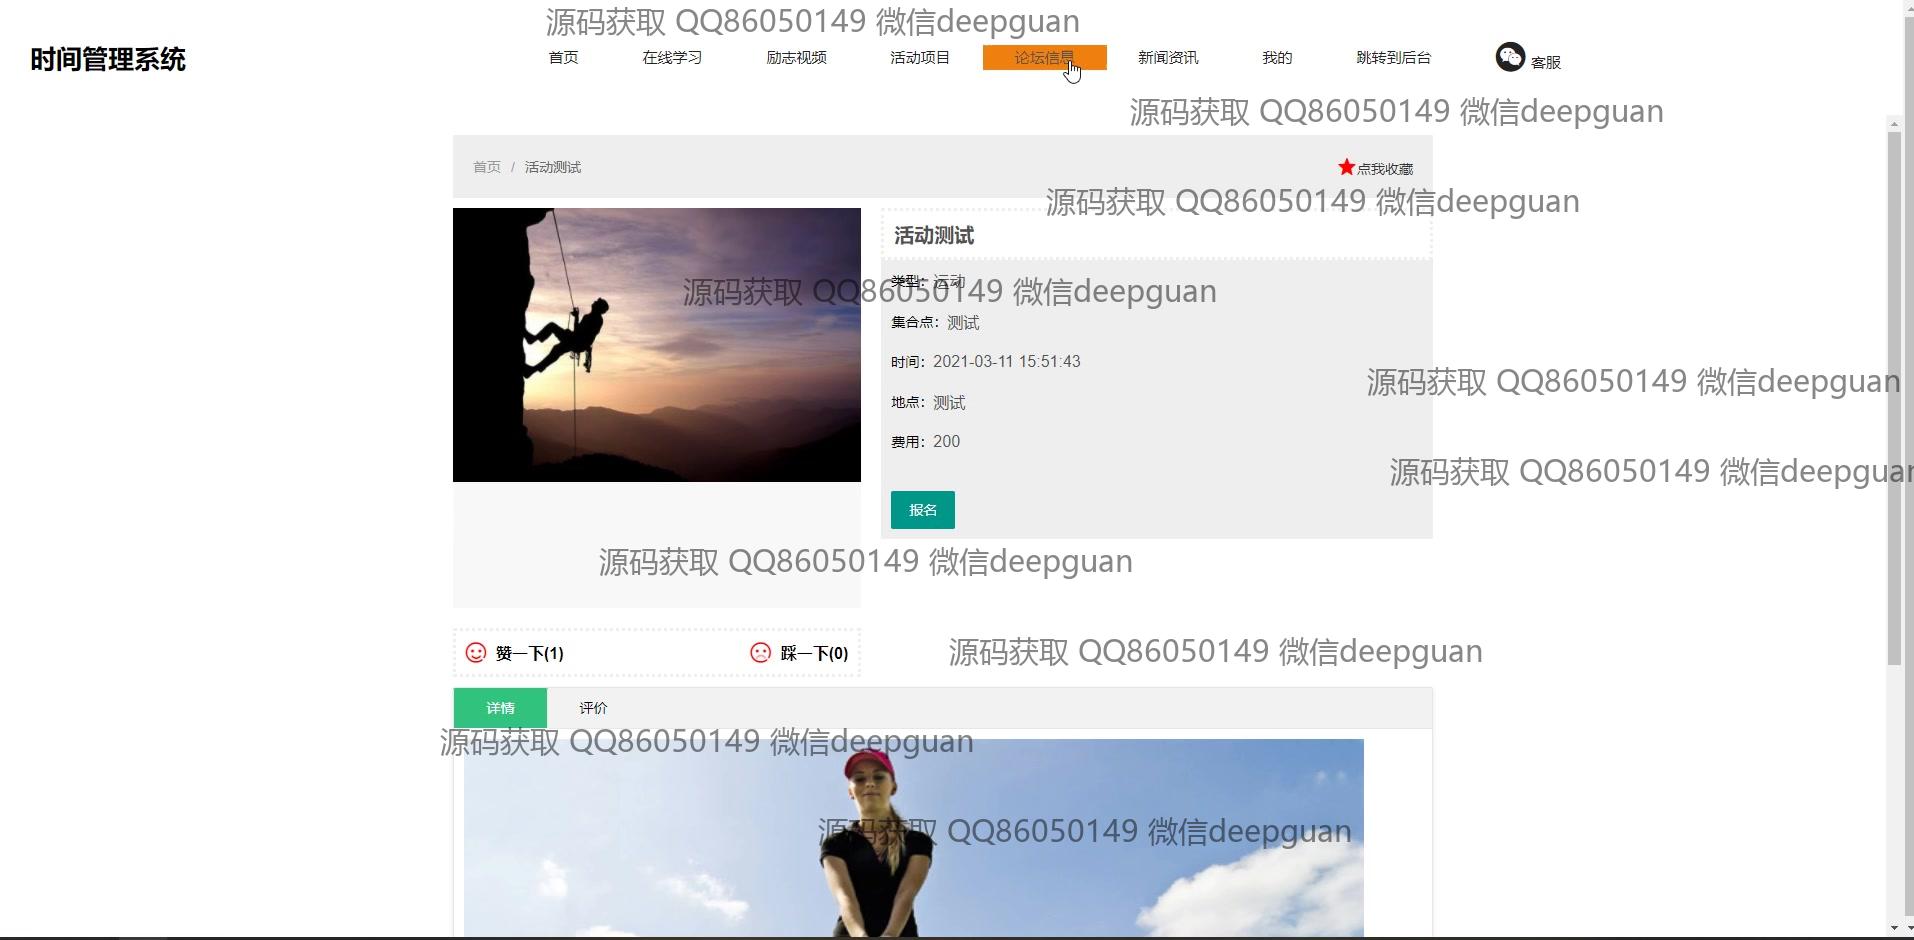 源码获取 QQ86050149 微信deepguan
时间管理系统
首页 在线学习 励志视频 活动项目 论坛信息 新闻资讯 我的 跳转到后台 客服
源码获取 QQ86050149 微信deepguan
首页 / 活动测试 点我收藏
源码获取 QQ86050149 微信deepguan
活动测试
类型：运动
源码获取 QQ86050149 微信deepguan
集合点：测试
时间：2021-03-11 15:51:43
源码获取 QQ86050149 微信deepguan
地点：测试
费用：200
源码获取 QQ86050149 微信deepguan
报名
源码获取 QQ86050149 微信deepguan
赞一下(1) 踩一下(0)
源码获取 QQ86050149 微信deepguan
详情 评价
源码获取 QQ86050149 微信deepguan
源码获取 QQ86050149 微信deepguan